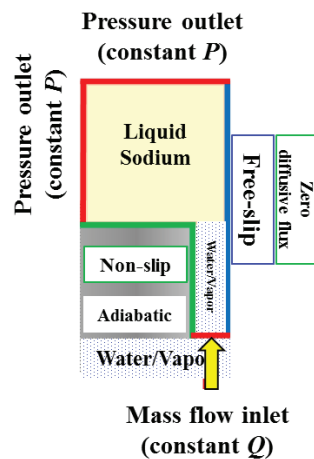 Pressure outlet
(constant P)
Pressure outlet
(constant P)
Liquid
Sodium
Free-slip
Zero
diffusive flux
Water/Vapor
Non-slip
Adiabatic
Water/Vapo
Mass flow inlet
(constant Q)